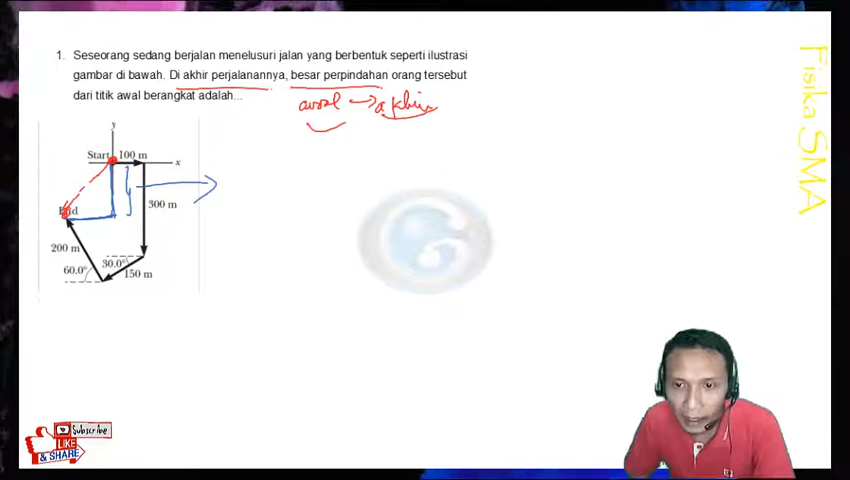 1. Seseorang sedang berjalan menelusuri jalan yang berbentuk seperti ilustrasi
gambar di bawah. Di akhir perjalanannya, besar perpindahan orang tersebut
dari titik awal berangkat adalah...
awal → akhir
y
Start 100 m x
300 m
End
200 m
30.0°
60.0° 150 m
Fisika SMA
Subscribe
LIKE
& SHARE